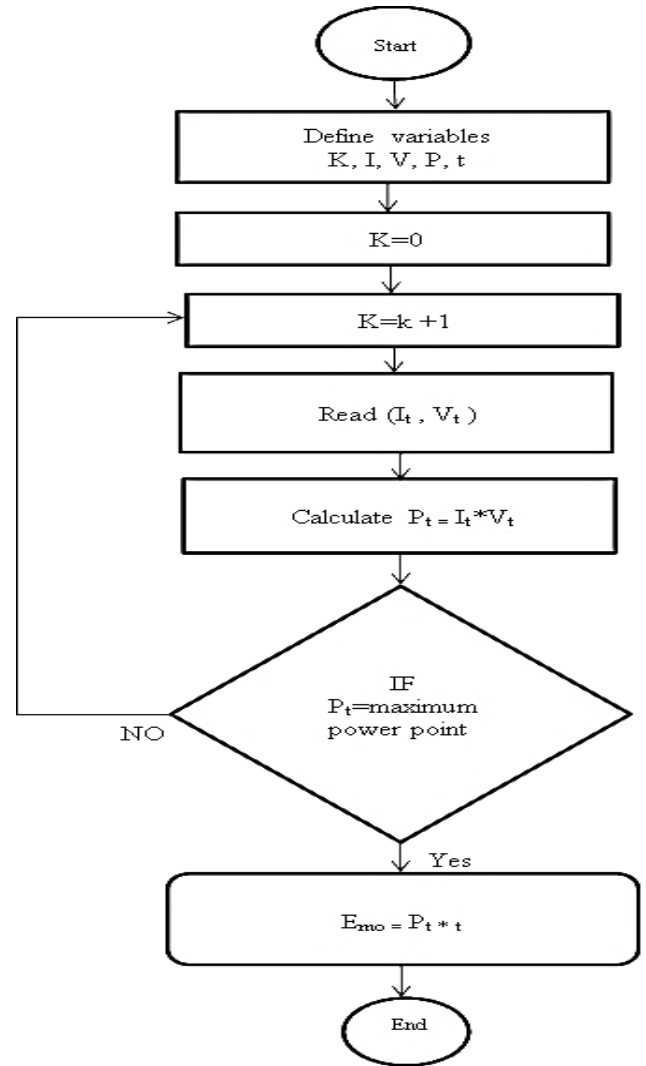 Start
Define variables
K, I, V, P, t
K=0
K=k +1
Read (Iₜ , Vₜ )
Calculate Pₜ = Iₜ*Vₜ
IF
Pₜ=maximum
power point
NO
Yes
Eₘₒ = Pₜ * ₜ
End